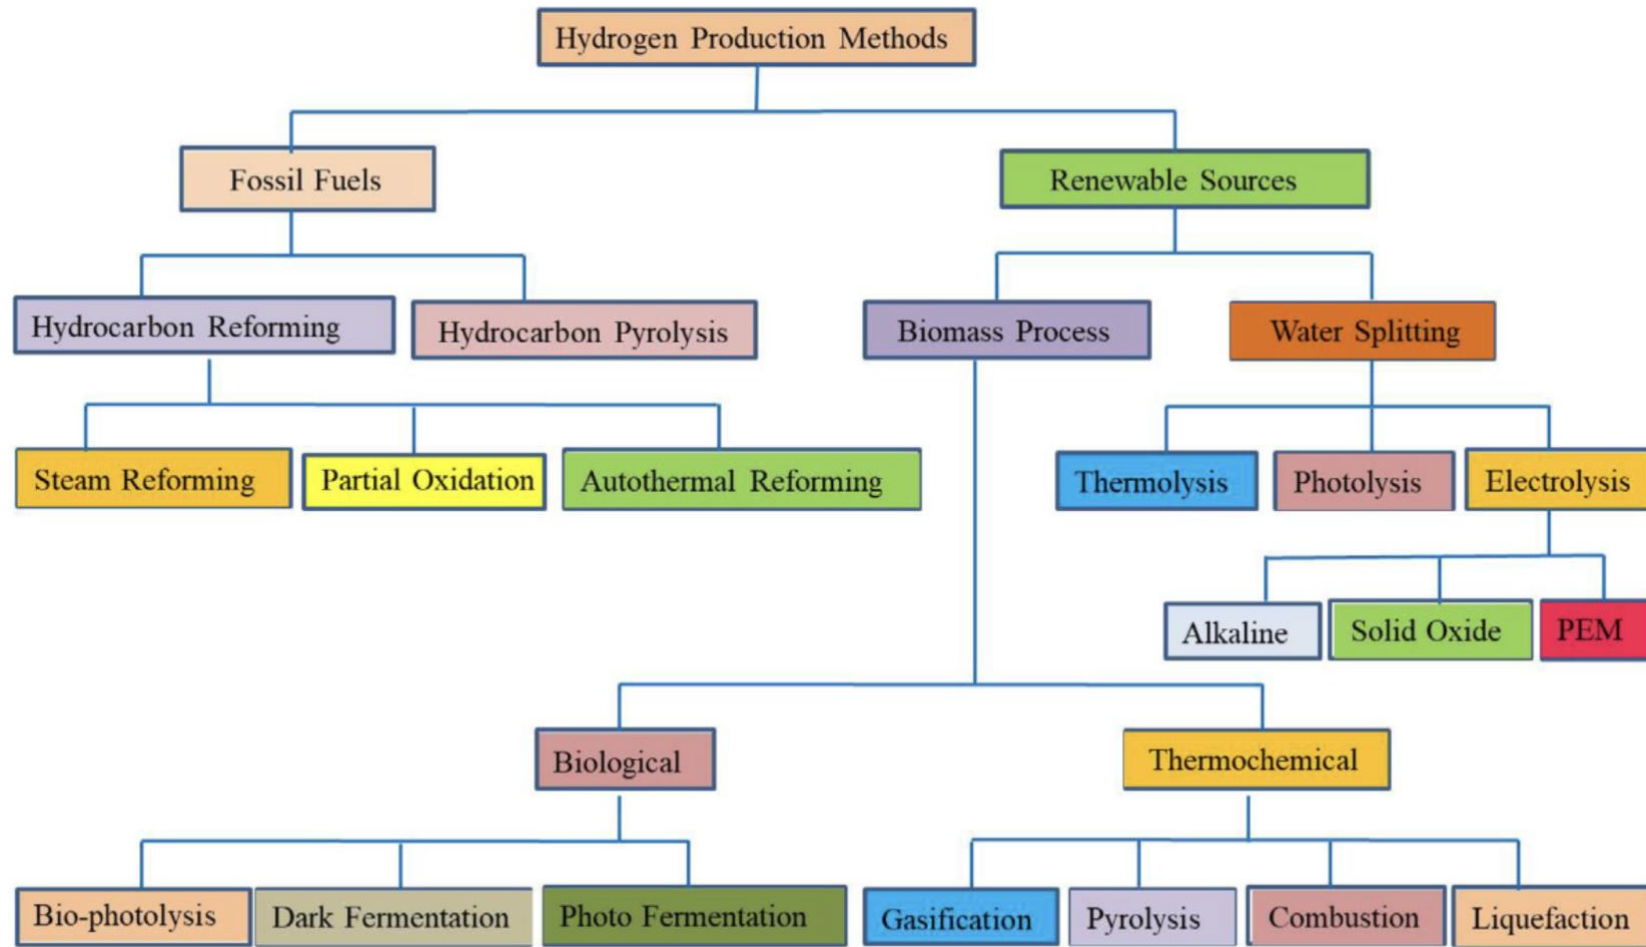 Hydrogen Production Methods
Fossil Fuels
Renewable Sources
Hydrocarbon Reforming
Hydrocarbon Pyrolysis
Biomass Process
Water Splitting
Steam Reforming
Partial Oxidation
Autothermal Reforming
Thermolysis
Photolysis
Electrolysis
Alkaline
Solid Oxide
PEM
Biological
Thermochemical
Bio-photolysis
Dark Fermentation
Photo Fermentation
Gasification
Pyrolysis
Combustion
Liquefaction